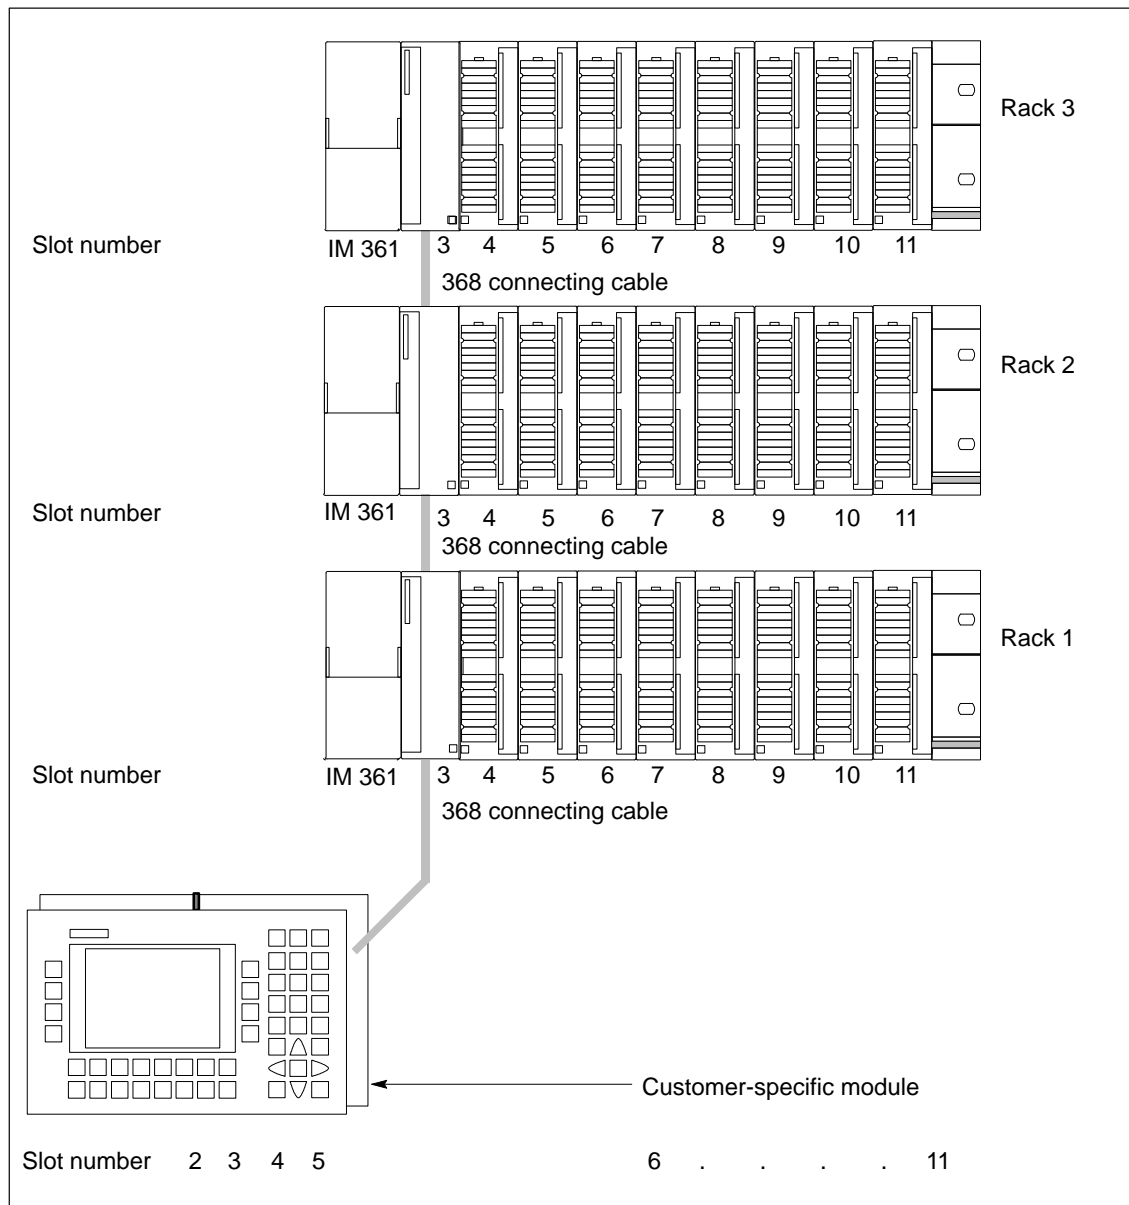 Rack 3
Slot number IM 361 3 4 5 6 7 8 9 10 11
368 connecting cable
Rack 2
Slot number IM 361 3 4 5 6 7 8 9 10 11
368 connecting cable
Rack 1
Slot number IM 361 3 4 5 6 7 8 9 10 11
368 connecting cable
Customer-specific module
Slot number 2 3 4 5 6 . . . . 11